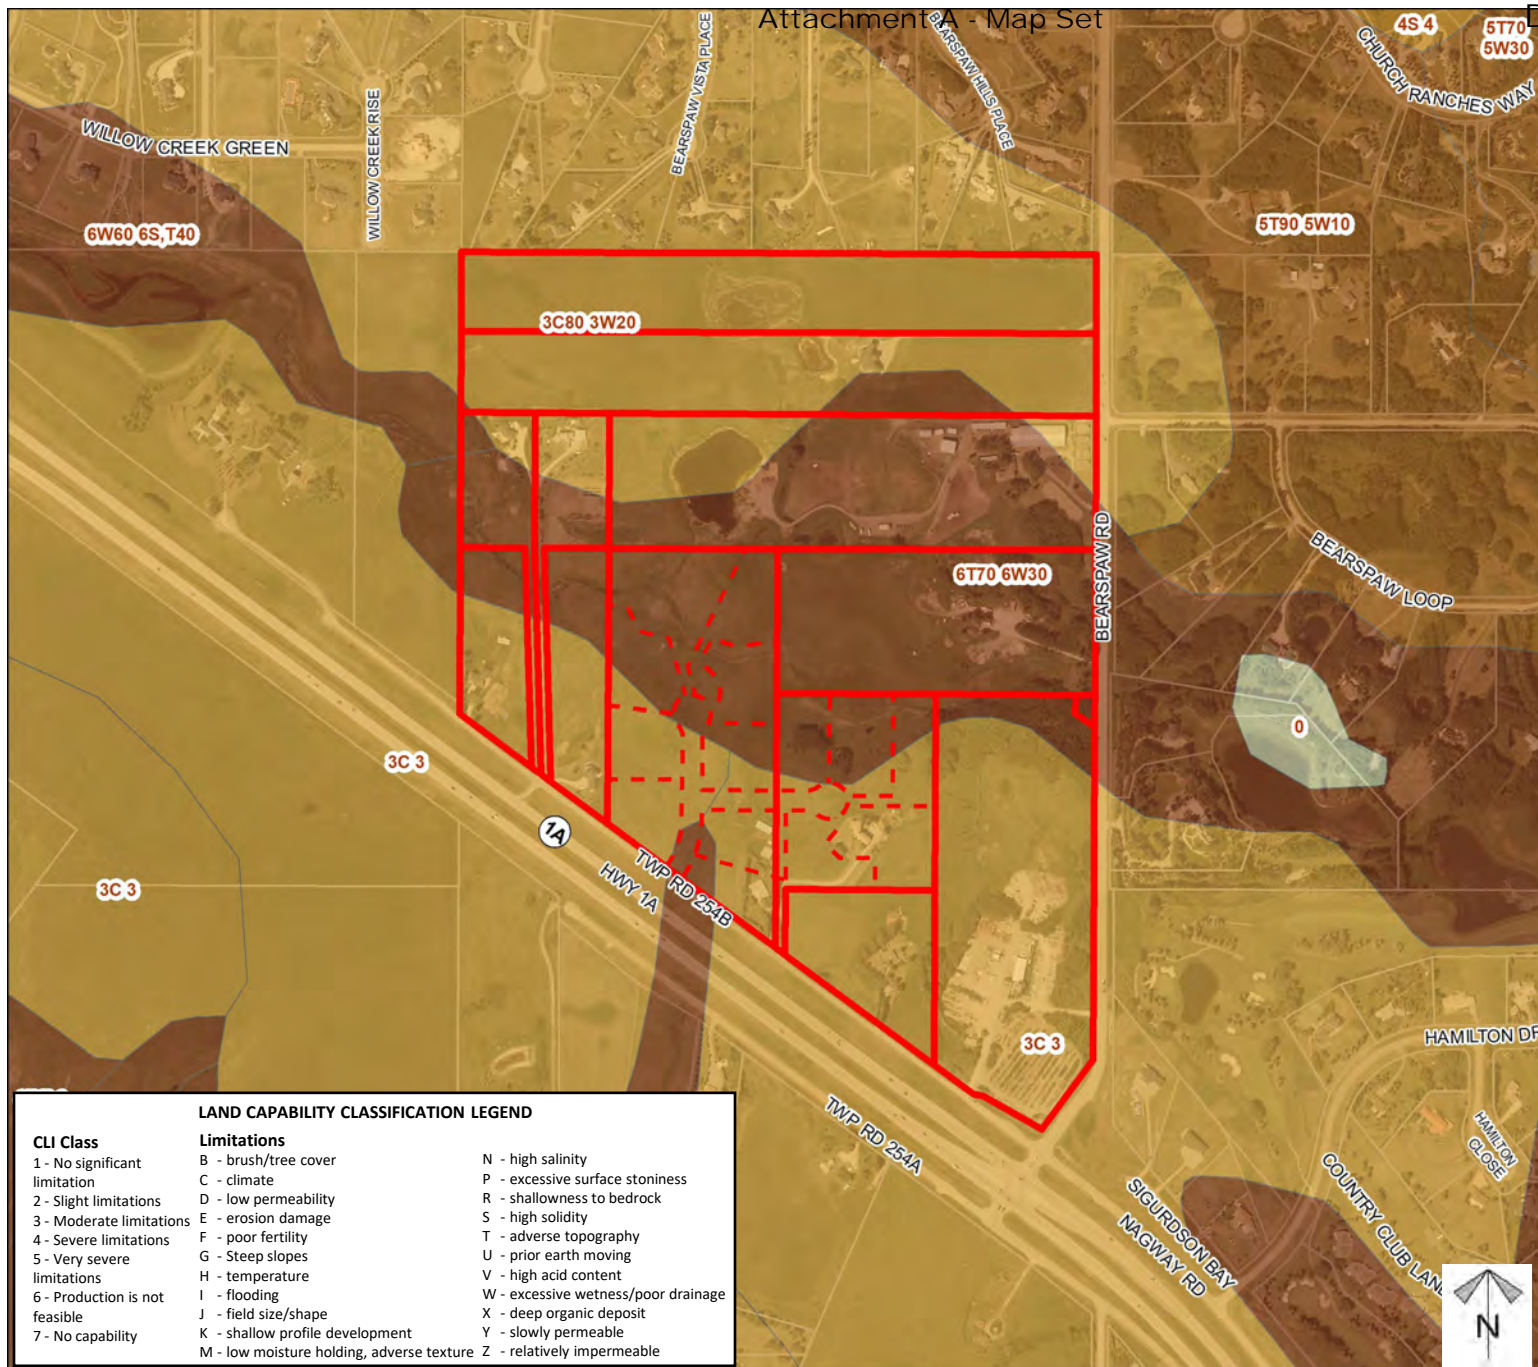 Attachment A - Map Set
4S 4
5T70
5W30
CHURCH RANCHES WAY
BEARSPAW HILLS PLACE
BEARSPAW VISTA PLACE
WILLOW CREEK RISE
WILLOW CREEK GREEN
6W60 6S,T40
5T90 5W10
3C80 3W20
BEARSPAW RD
BEARSPAW LOOP
6T70 6W30
0
3C 3
1A
TWP RD 254B
HWY 1A
3C 3
3C 3
HAMILTON DR
HAMILTON
CLOSE
TWP RD 254A
COUNTRY CLUB LANE
SIGURDSON BAY
NAGWAY RD
N
LAND CAPABILITY CLASSIFICATION LEGEND
CLI Class
1 - No significant
limitation
2 - Slight limitations
3 - Moderate limitations
4 - Severe limitations
5 - Very severe
limitations
6 - Production is not
feasible
7 - No capability
Limitations
B - brush/tree cover
C - climate
D - low permeability
E - erosion damage
F - poor fertility
G - Steep slopes
H - temperature
I - flooding
J - field size/shape
K - shallow profile development
M - low moisture holding, adverse texture
N - high salinity
P - excessive surface stoniness
R - shallowness to bedrock
S - high solidity
T - adverse topography
U - prior earth moving
V - high acid content
W - excessive wetness/poor drainage
X - deep organic deposit
Y - slowly permeable
Z - relatively impermeable